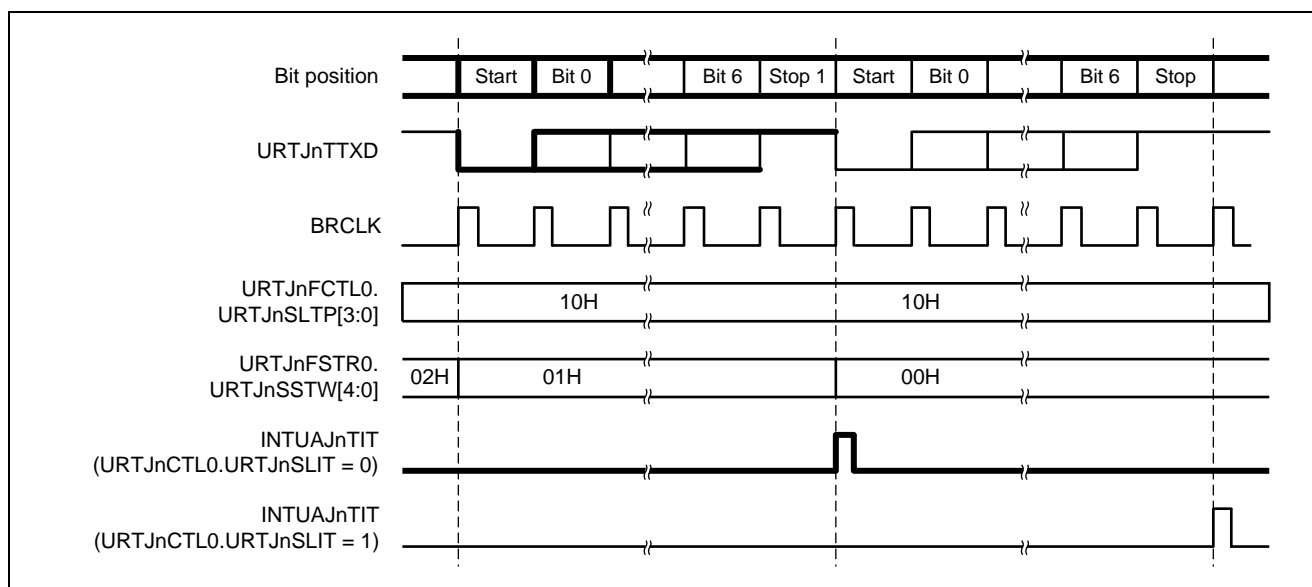 Bit position Start Bit 0 Bit 6 Stop 1 Start Bit 0 Bit 6 Stop
URTJnTTXD
BRCLK
URTJnFCTL0.
URTJnSLTP[3:0]
10H 10H
URTJnFSTR0.
URTJnSSTW[4:0]
02H 01H 00H
INTUAJnTIT
(URTJnCTL0.URTJnSLIT = 0)
INTUAJnTIT
(URTJnCTL0.URTJnSLIT = 1)